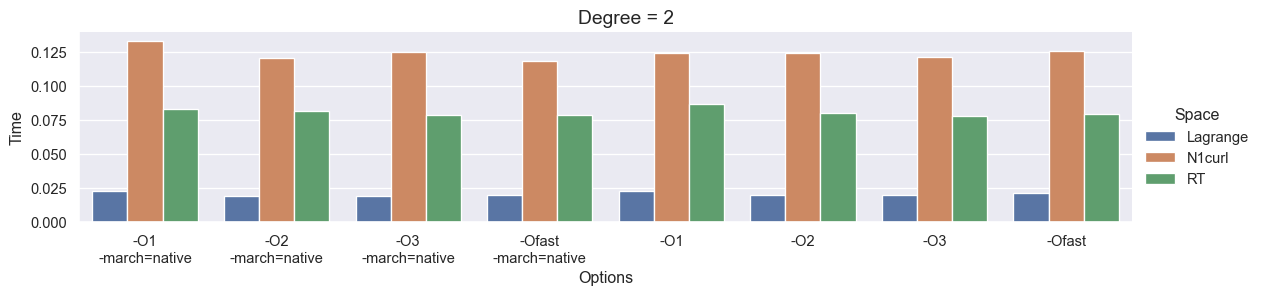 Degree = 2
Time
0.125
0.100
0.075
0.050
0.025
0.000
-O1
-march=native
-O2
-march=native
-O3
-march=native
-Ofast
-march=native
-O1
-O2
-O3
-Ofast
Options
Space
Lagrange
N1curl
RT